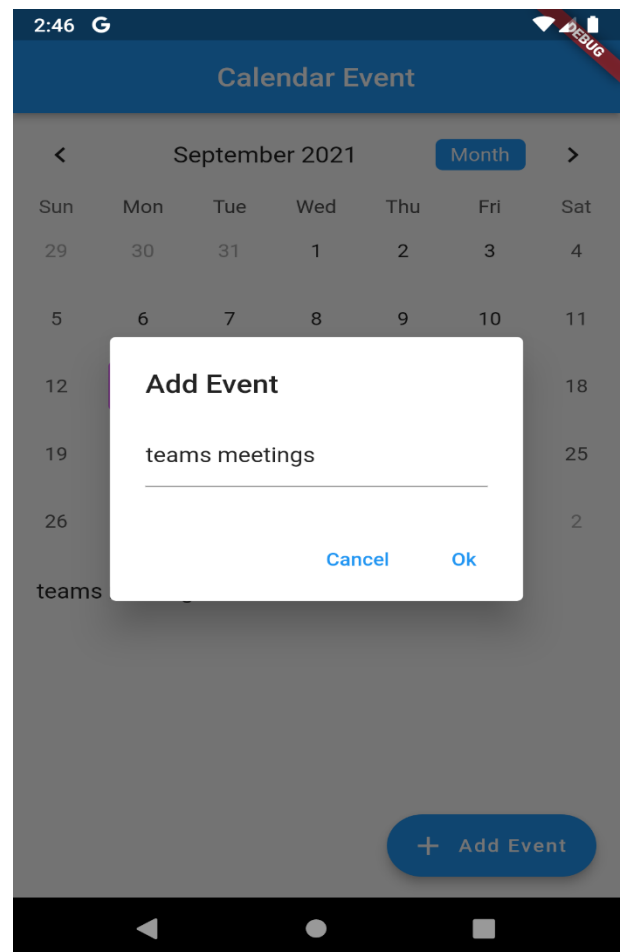 2:46 G
DEBUG
Calendar Event
< September 2021 Month >
Sun Mon Tue Wed Thu Fri Sat
29 30 31 1 2 3 4
5 6 7 8 9 10 11
12 18
Add Event
19 25
teams meetings
26 2
Cancel Ok
teams
+ Add Event